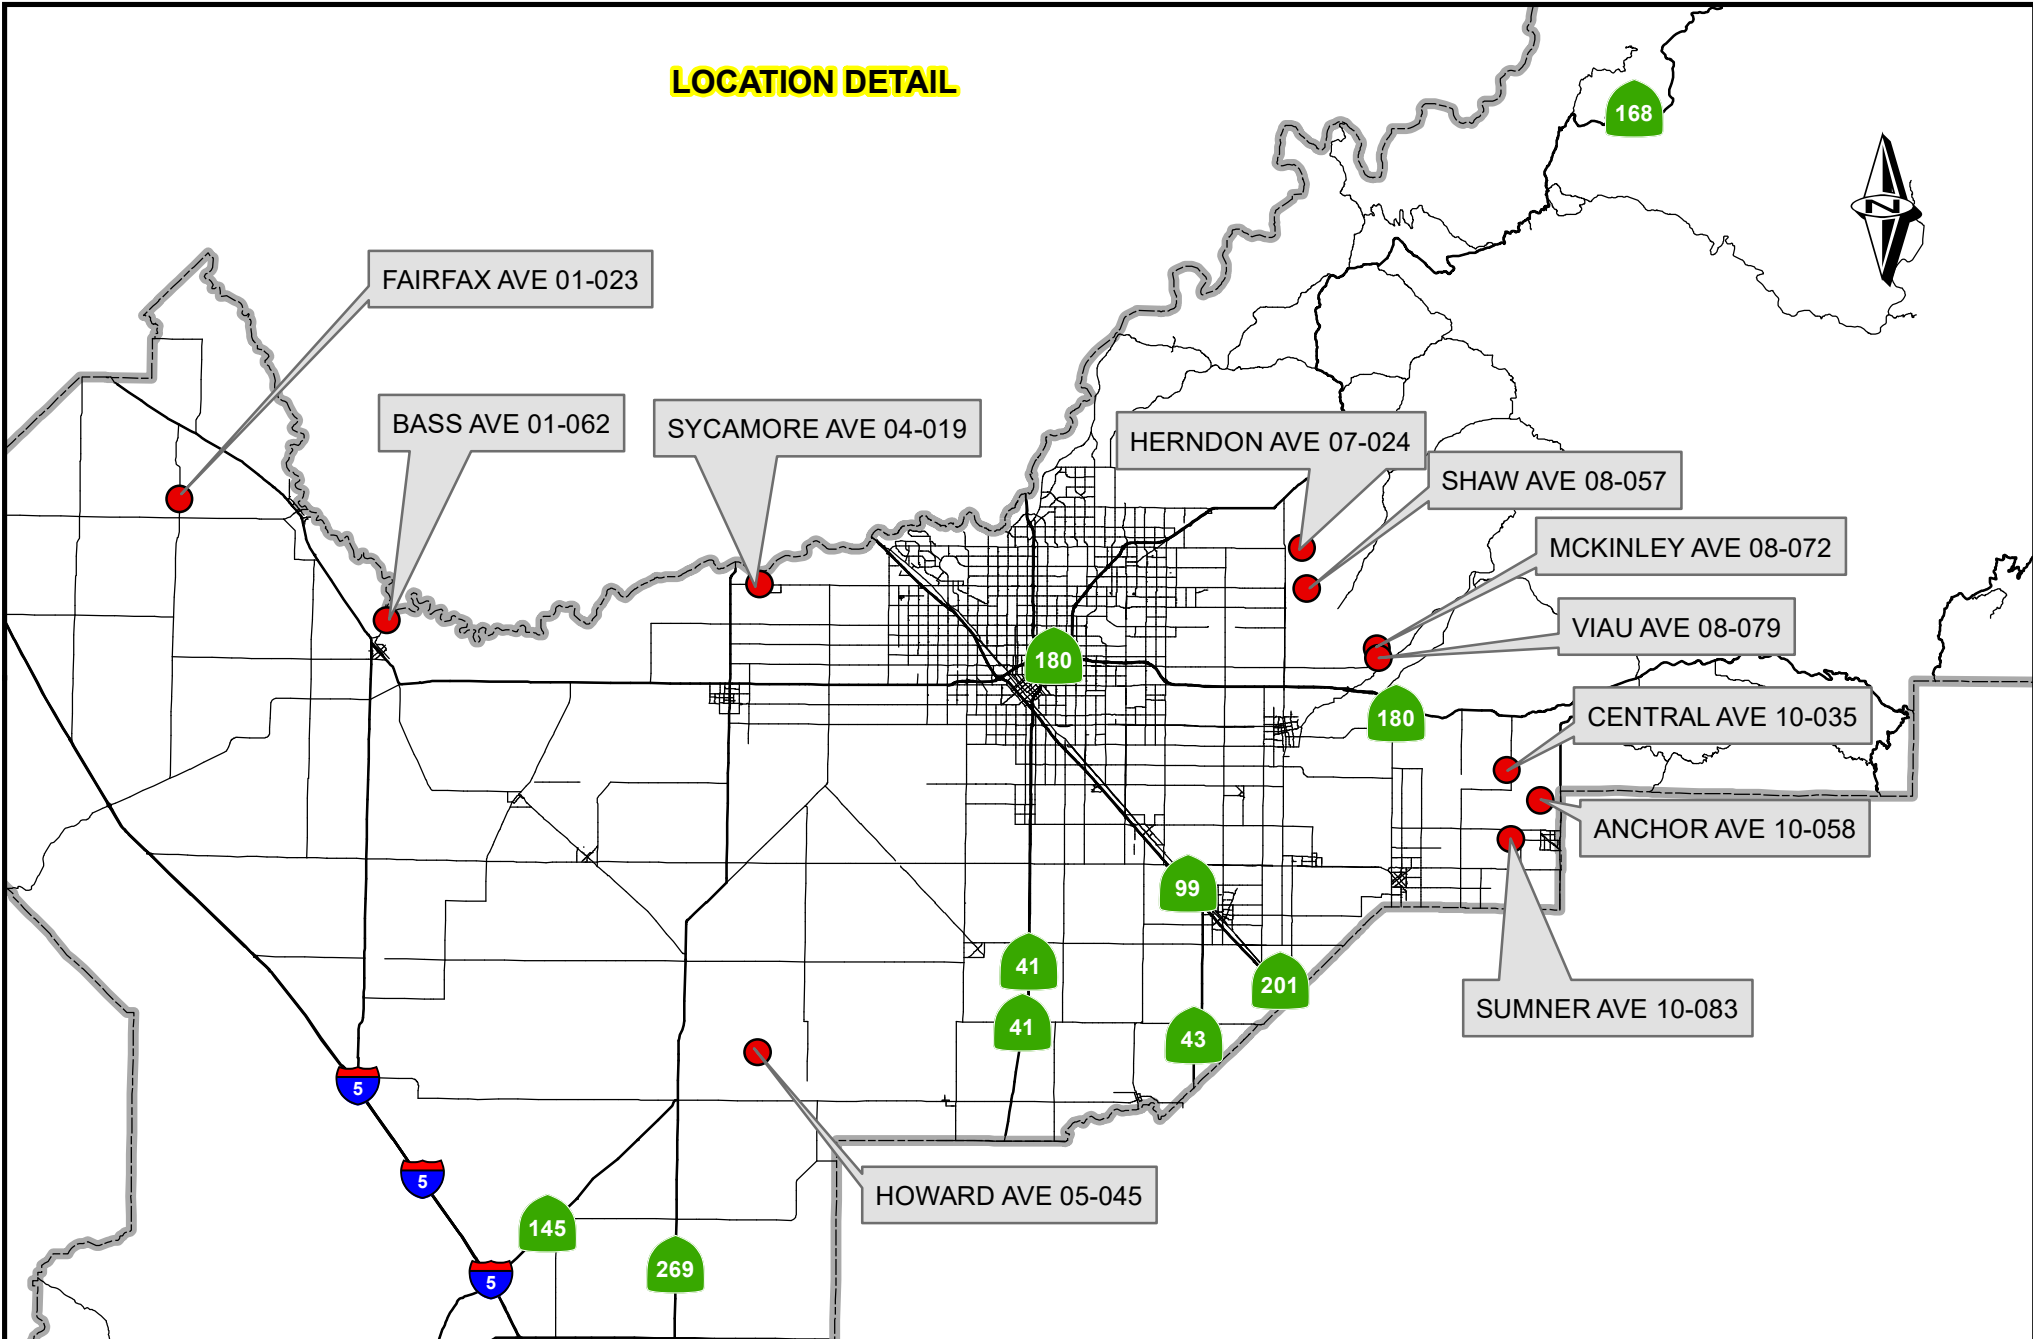 LOCATION DETAIL
168
N
FAIRFAX AVE 01-023
BASS AVE 01-062
SYCAMORE AVE 04-019
HERNDON AVE 07-024
SHAW AVE 08-057
MCKINLEY AVE 08-072
VIAU AVE 08-079
180
180
CENTRAL AVE 10-035
ANCHOR AVE 10-058
99
41
201
SUMNER AVE 10-083
41
43
5
5
HOWARD AVE 05-045
145
269
5